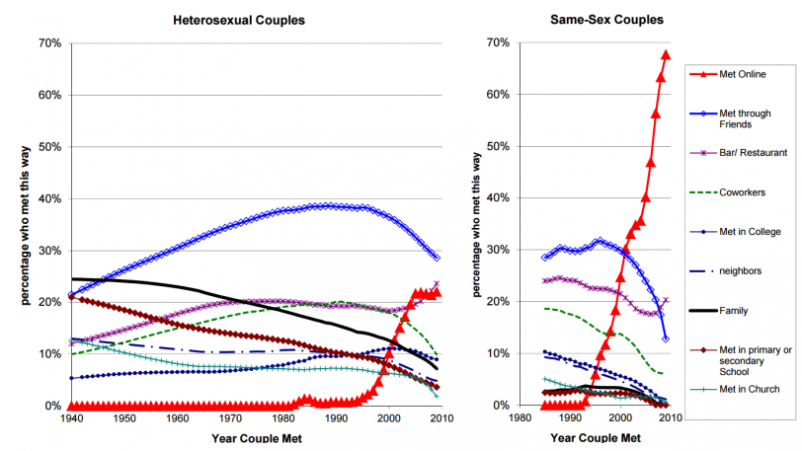 Heterosexual Couples
70%
60%
50%
40%
30%
20%
10%
0%
percentage who met this way
1940
1950
1960
1970
1980
1990
2000
2010
Year Couple Met
Same-Sex Couples
70%
60%
50%
40%
30%
20%
10%
0%
percentage who met this way
1980
1990
2000
2010
Year Couple Met
Met Online
Met through
Friends
Bar/ Restaurant
Coworkers
Met in College
neighbors
Family
Met in primary or
secondary
School
Met in Church